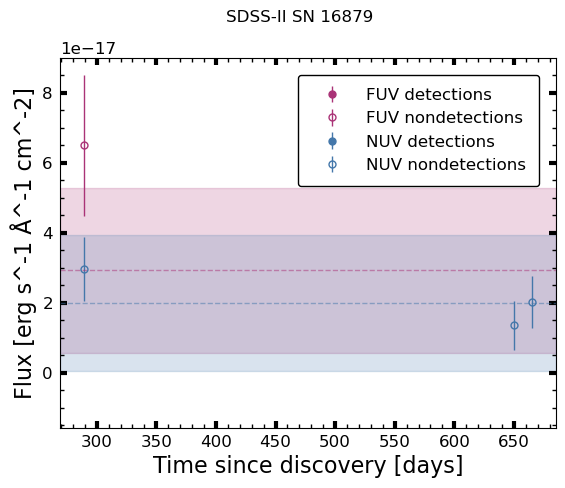 SDSS-II SN 16879
1e−17
FUV detections
FUV nondetections
NUV detections
NUV nondetections
8
6
4
2
0
Flux [erg s^-1 Å^-1 cm^-2]
300
350
400
450
500
550
600
650
Time since discovery [days]